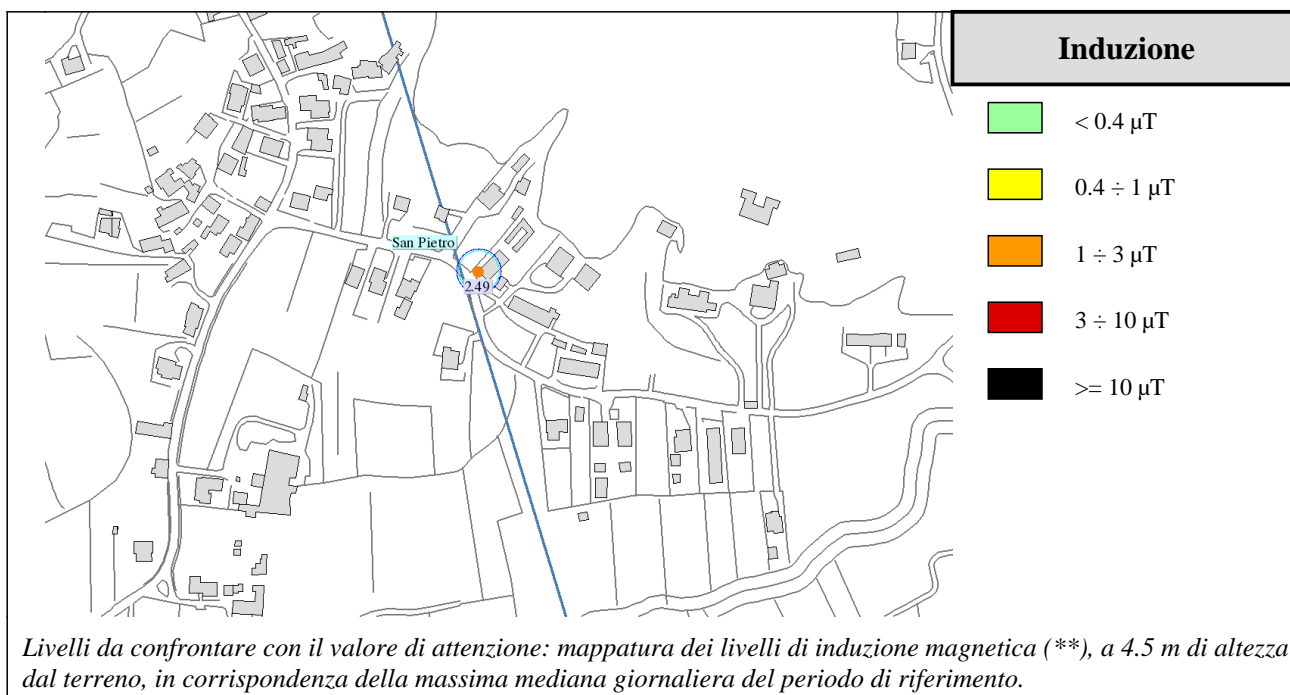 Induzione
< 0.4 µT
0.4 ÷ 1 µT
1 ÷ 3 µT
3 ÷ 10 µT
>= 10 µT
San Pietro
2.49
Livelli da confrontare con il valore di attenzione: mappatura dei livelli di induzione magnetica (**), a 4.5 m di altezza
dal terreno, in corrispondenza della massima mediana giornaliera del periodo di riferimento.